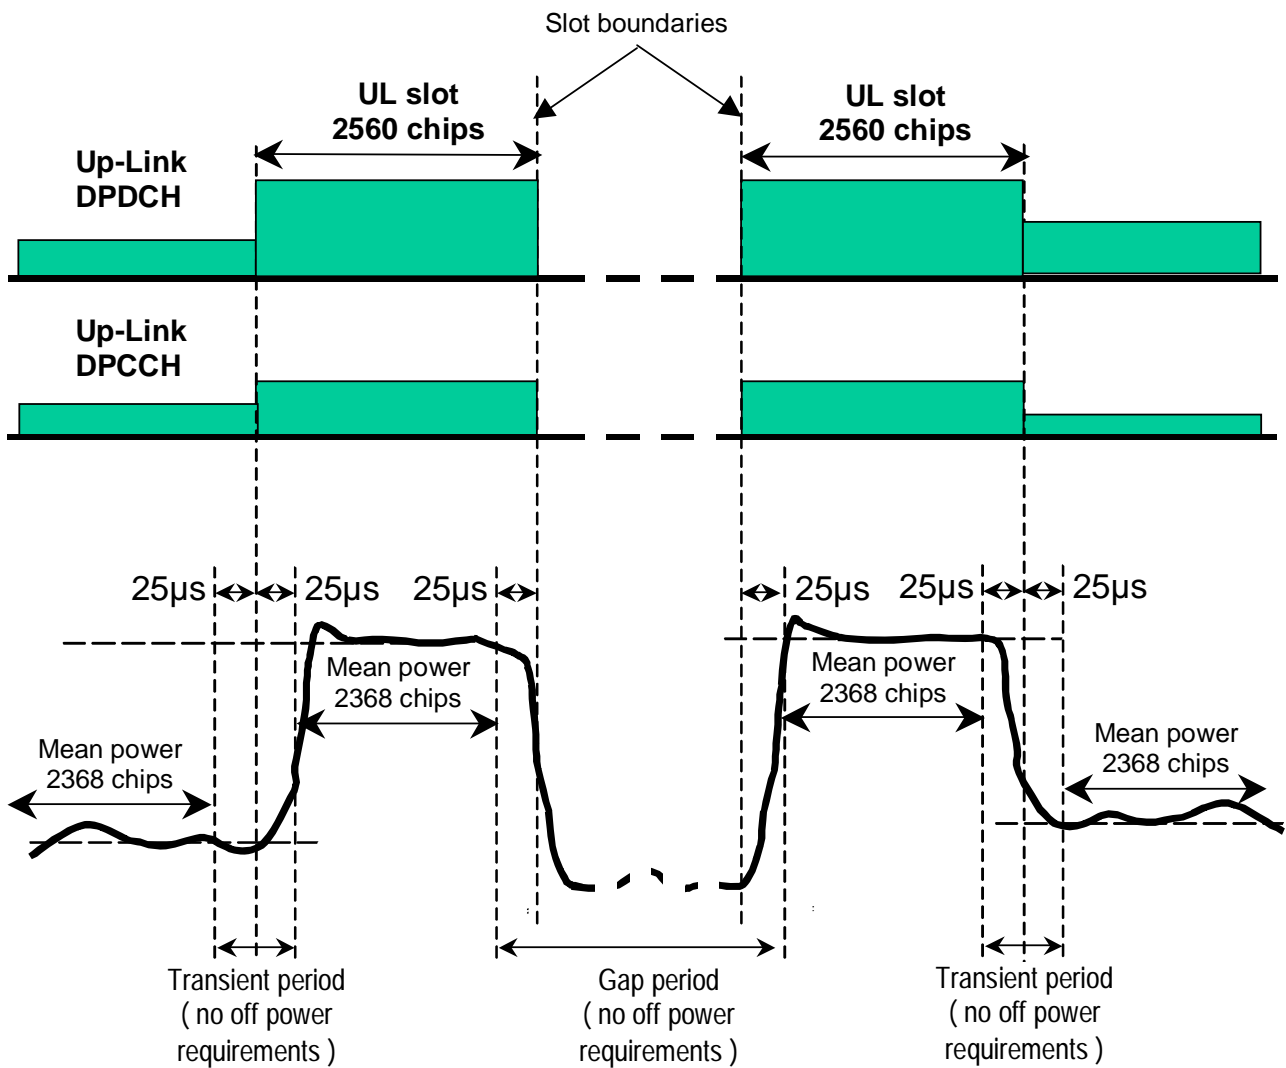 Slot boundaries
UL slot
2560 chips
UL slot
2560 chips
Up-Link
DPDCH
Up-Link
DPCCH
25µs
25µs
25µs
25µs
25µs
25µs
Mean power
2368 chips
Mean power
2368 chips
Mean power
2368 chips
Mean power
2368 chips
Transient period
( no off power
requirements )
Gap period
( no off power
requirements )
Transient period
( no off power
requirements )